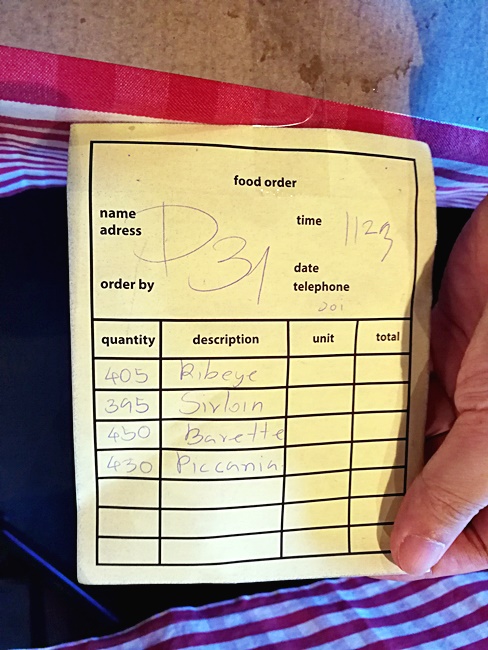 food order
name time 1123
adress
D31
date
order by telephone
001
quantity description unit total
405 Ribeye
395 Sirloin
450 Bavette
430 Piccania